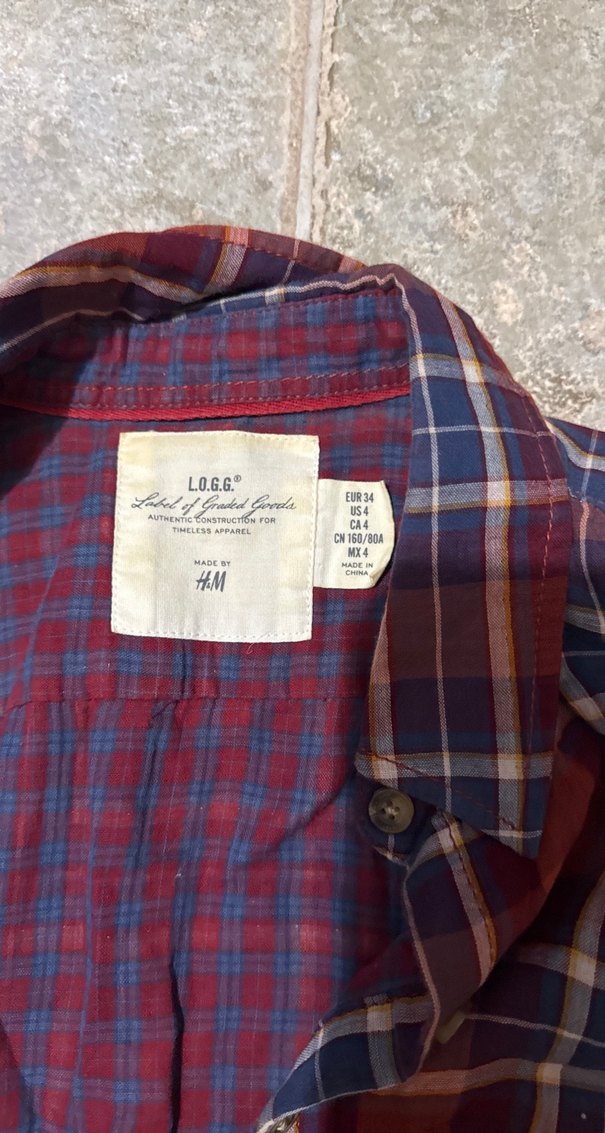 L.O.G.G.®
Label of Graded Goods
AUTHENTIC CONSTRUCTION FOR
TIMELESS APPAREL
MADE BY
H&M
EUR 34
US 4
CA 4
CN 160/80A
MX 4
MADE IN
CHINA